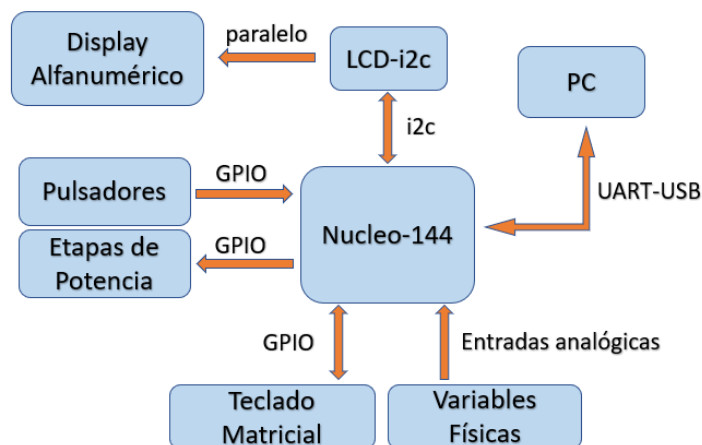 Display
Alfanumérico
paralelo
LCD-i2c
PC
i2c
UART-USB
Pulsadores
GPIO
Nucleo-144
Etapas de
Potencia
GPIO
GPIO
Entradas analógicas
Teclado
Matricial
Variables
Físicas